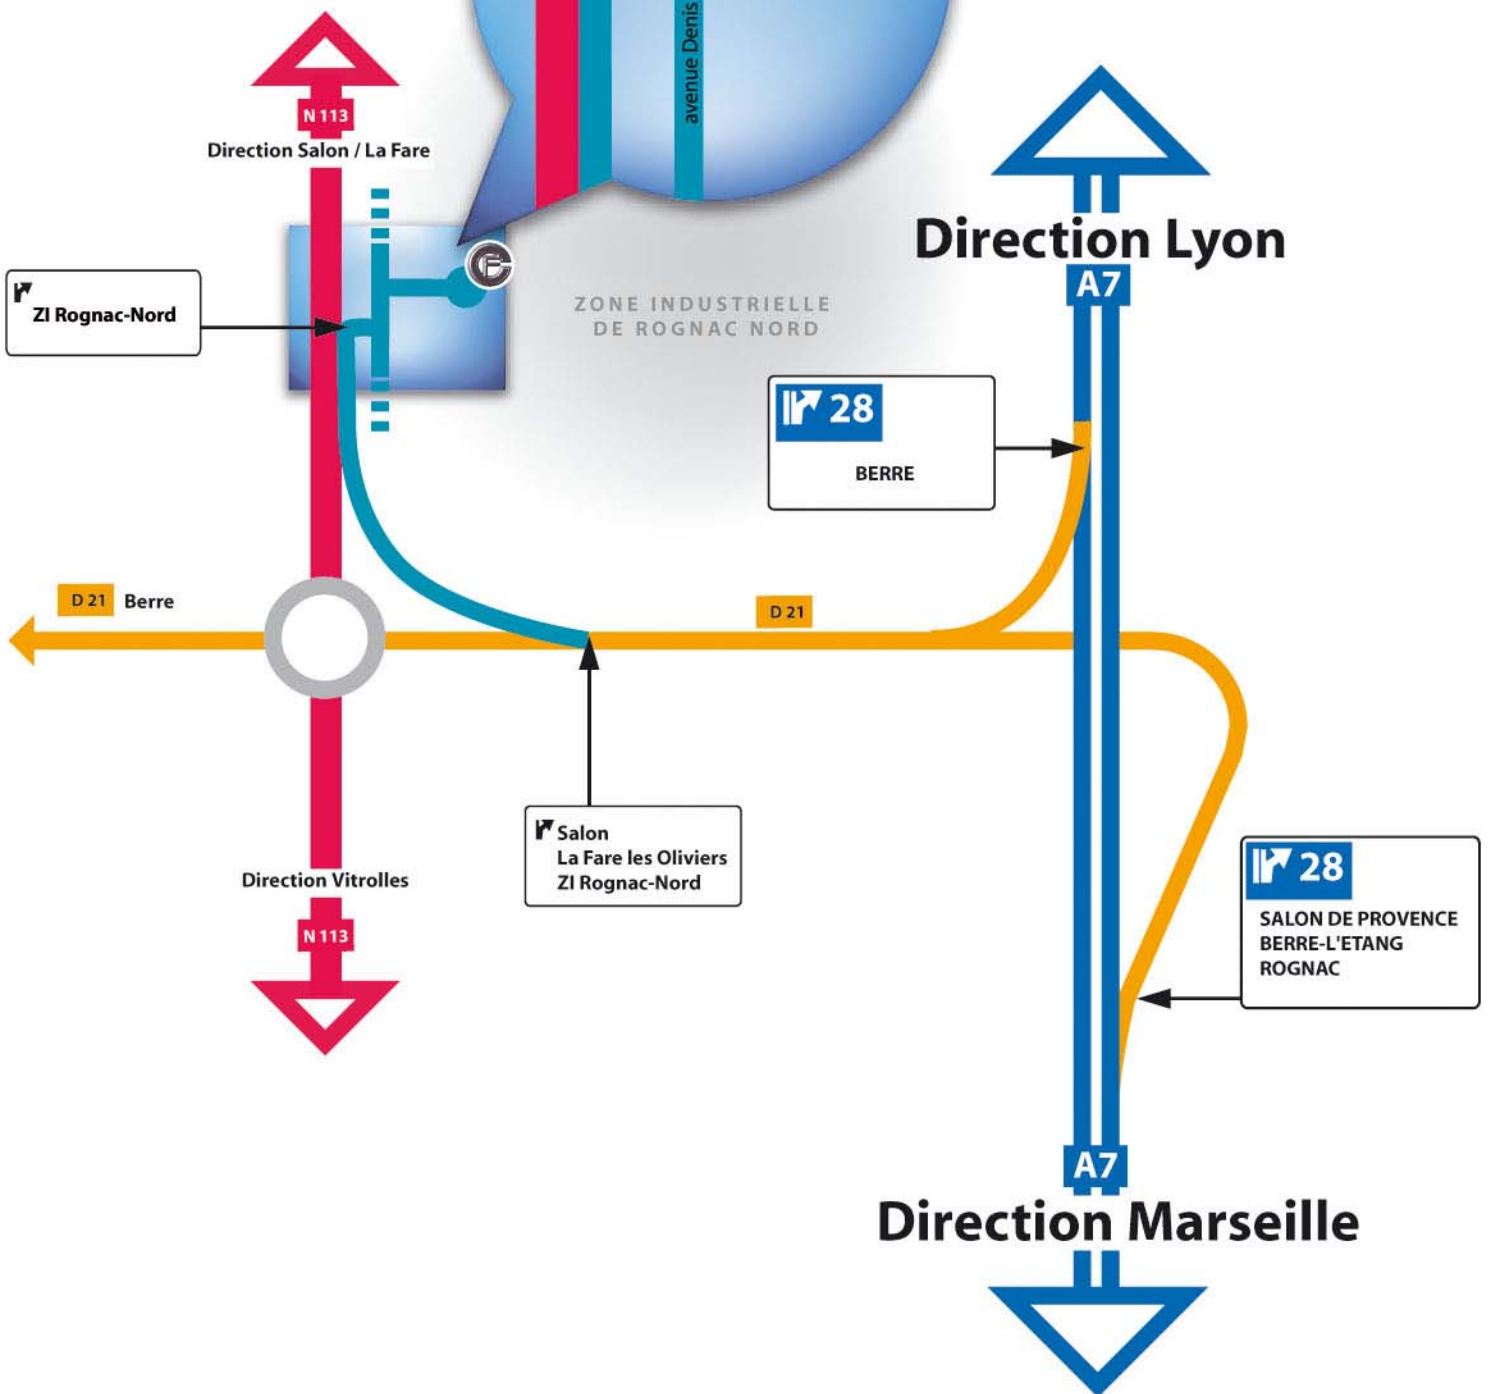 avenue Denis
N 113
Direction Salon / La Fare
Direction Lyon
A7
ZI Rognac-Nord
ZONE INDUSTRIELLE
DE ROGNAC NORD
28
BERRE
D 21 Berre
D 21
Salon
La Fare les Oliviers
ZI Rognac-Nord
Direction Vitrolles
N 113
28
SALON DE PROVENCE
BERRE-L'ETANG
ROGNAC
A7
Direction Marseille